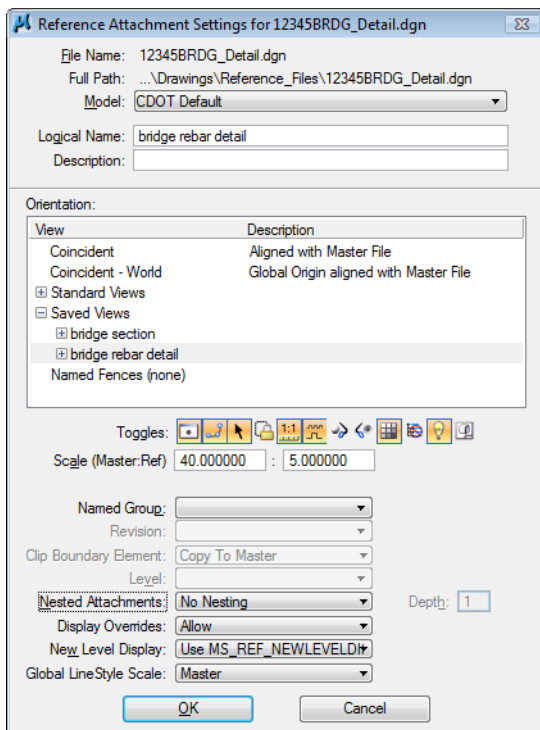 Reference Attachment Settings for 12345BRDG_Detail.dgn
File Name: 12345BRDG_Detail.dgn
Full Path: ...\Drawings\Reference_Files\12345BRDG_Detail.dgn
Model: CDOT Default
Logical Name: bridge rebar detail
Description:
Orientation:
View Description
Coincident Aligned with Master File
Coincident - World Global Origin aligned with Master File
Standard Views
Saved Views
bridge section
bridge rebar detail
Named Fences (none)
Toggles: 1:1
Scale (Master:Ref) 40.000000 : 5.000000
Named Group:
Revision:
Clip Boundary Element: Copy To Master
Level:
Nested Attachments: No Nesting Depth: 1
Display Overrides: Allow
New Level Display: Use MS_REF_NEWLEVELDI
Global LineStyle Scale: Master
OK Cancel